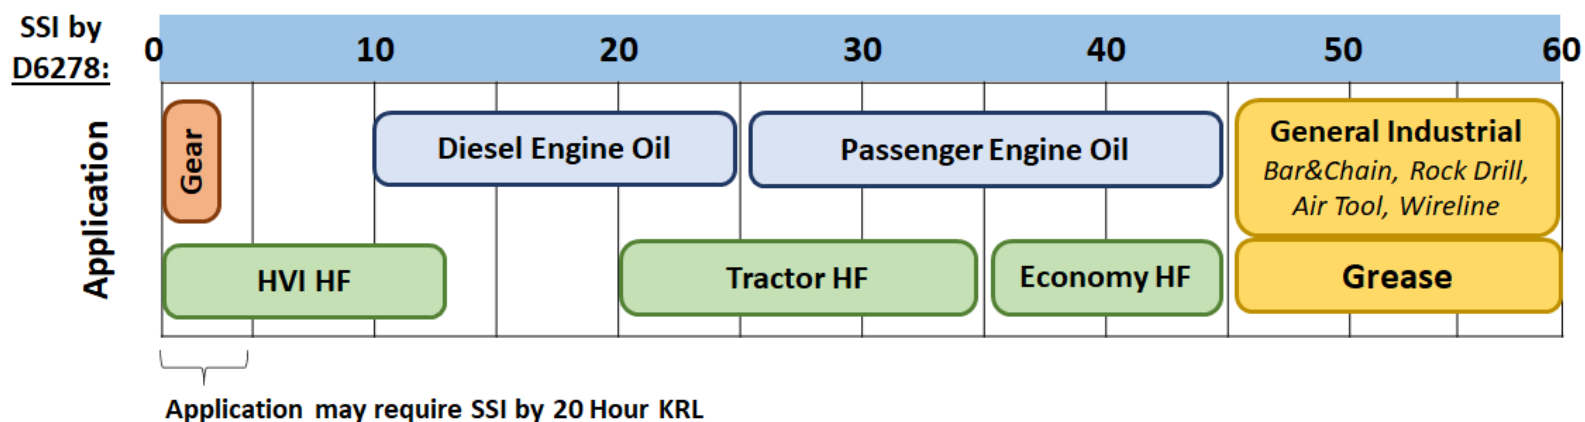 SSI by
D6278:
0 10 20 30 40 50 60
Application
Gear
Diesel Engine Oil
Passenger Engine Oil
General Industrial
Bar&Chain, Rock Drill,
Air Tool, Wireline
HVI HF
Tractor HF
Economy HF
Grease
Application may require SSI by 20 Hour KRL